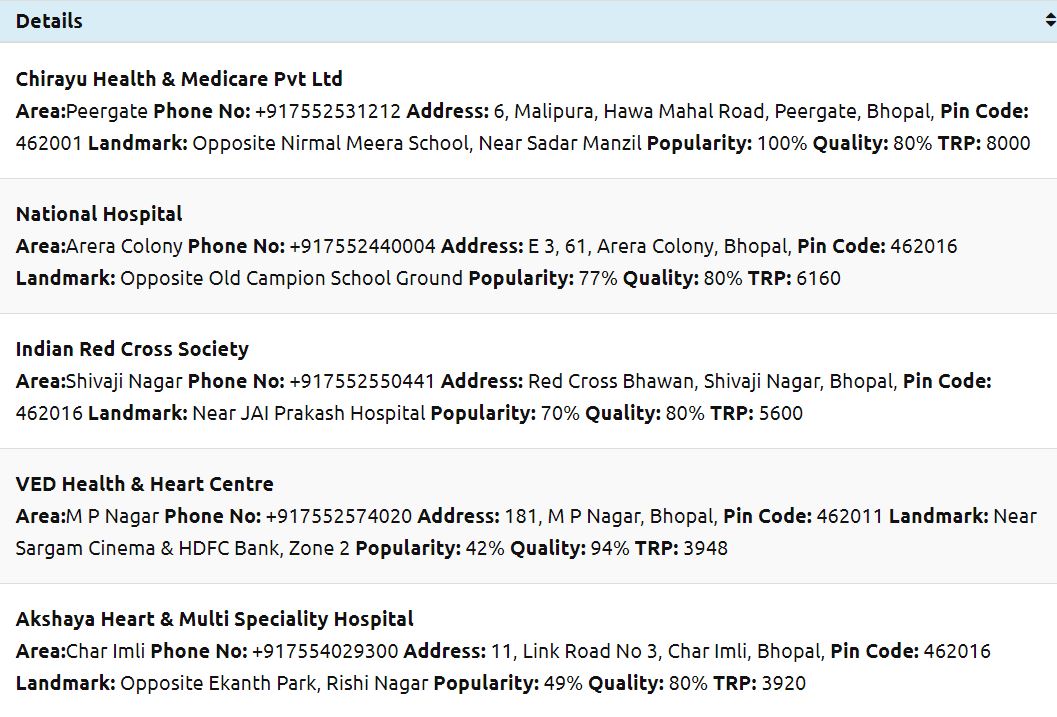 Details
Chirayu Health & Medicare Pvt Ltd
Area:Peergate Phone No: +917552531212 Address: 6, Malipura, Hawa Mahal Road, Peergate, Bhopal, Pin Code:
462001 Landmark: Opposite Nirmal Meera School, Near Sadar Manzil Popularity: 100% Quality: 80% TRP: 8000
National Hospital
Area:Arera Colony Phone No: +917552440004 Address: E 3, 61, Arera Colony, Bhopal, Pin Code: 462016
Landmark: Opposite Old Campion School Ground Popularity: 77% Quality: 80% TRP: 6160
Indian Red Cross Society
Area:Shivaji Nagar Phone No: +917552550441 Address: Red Cross Bhawan, Shivaji Nagar, Bhopal, Pin Code:
462016 Landmark: Near JAI Prakash Hospital Popularity: 70% Quality: 80% TRP: 5600
VED Health & Heart Centre
Area:M P Nagar Phone No: +917552574020 Address: 181, M P Nagar, Bhopal, Pin Code: 462011 Landmark: Near
Sargam Cinema & HDFC Bank, Zone 2 Popularity: 42% Quality: 94% TRP: 3948
Akshaya Heart & Multi Speciality Hospital
Area:Char Imli Phone No: +917554029300 Address: 11, Link Road No 3, Char Imli, Bhopal, Pin Code: 462016
Landmark: Opposite Ekanth Park, Rishi Nagar Popularity: 49% Quality: 80% TRP: 3920